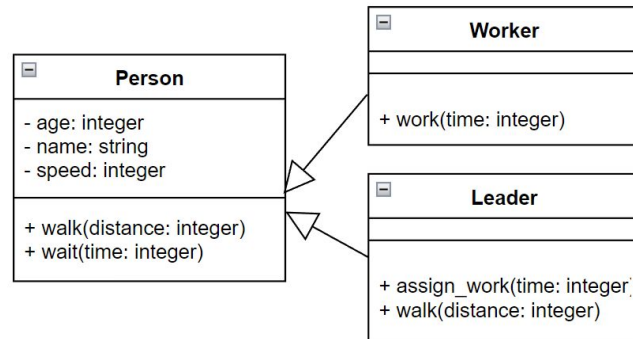 Person
- age: integer
- name: string
- speed: integer
+ walk(distance: integer)
+ wait(time: integer)
Worker
+ work(time: integer)
Leader
+ assign_work(time: integer)
+ walk(distance: integer)